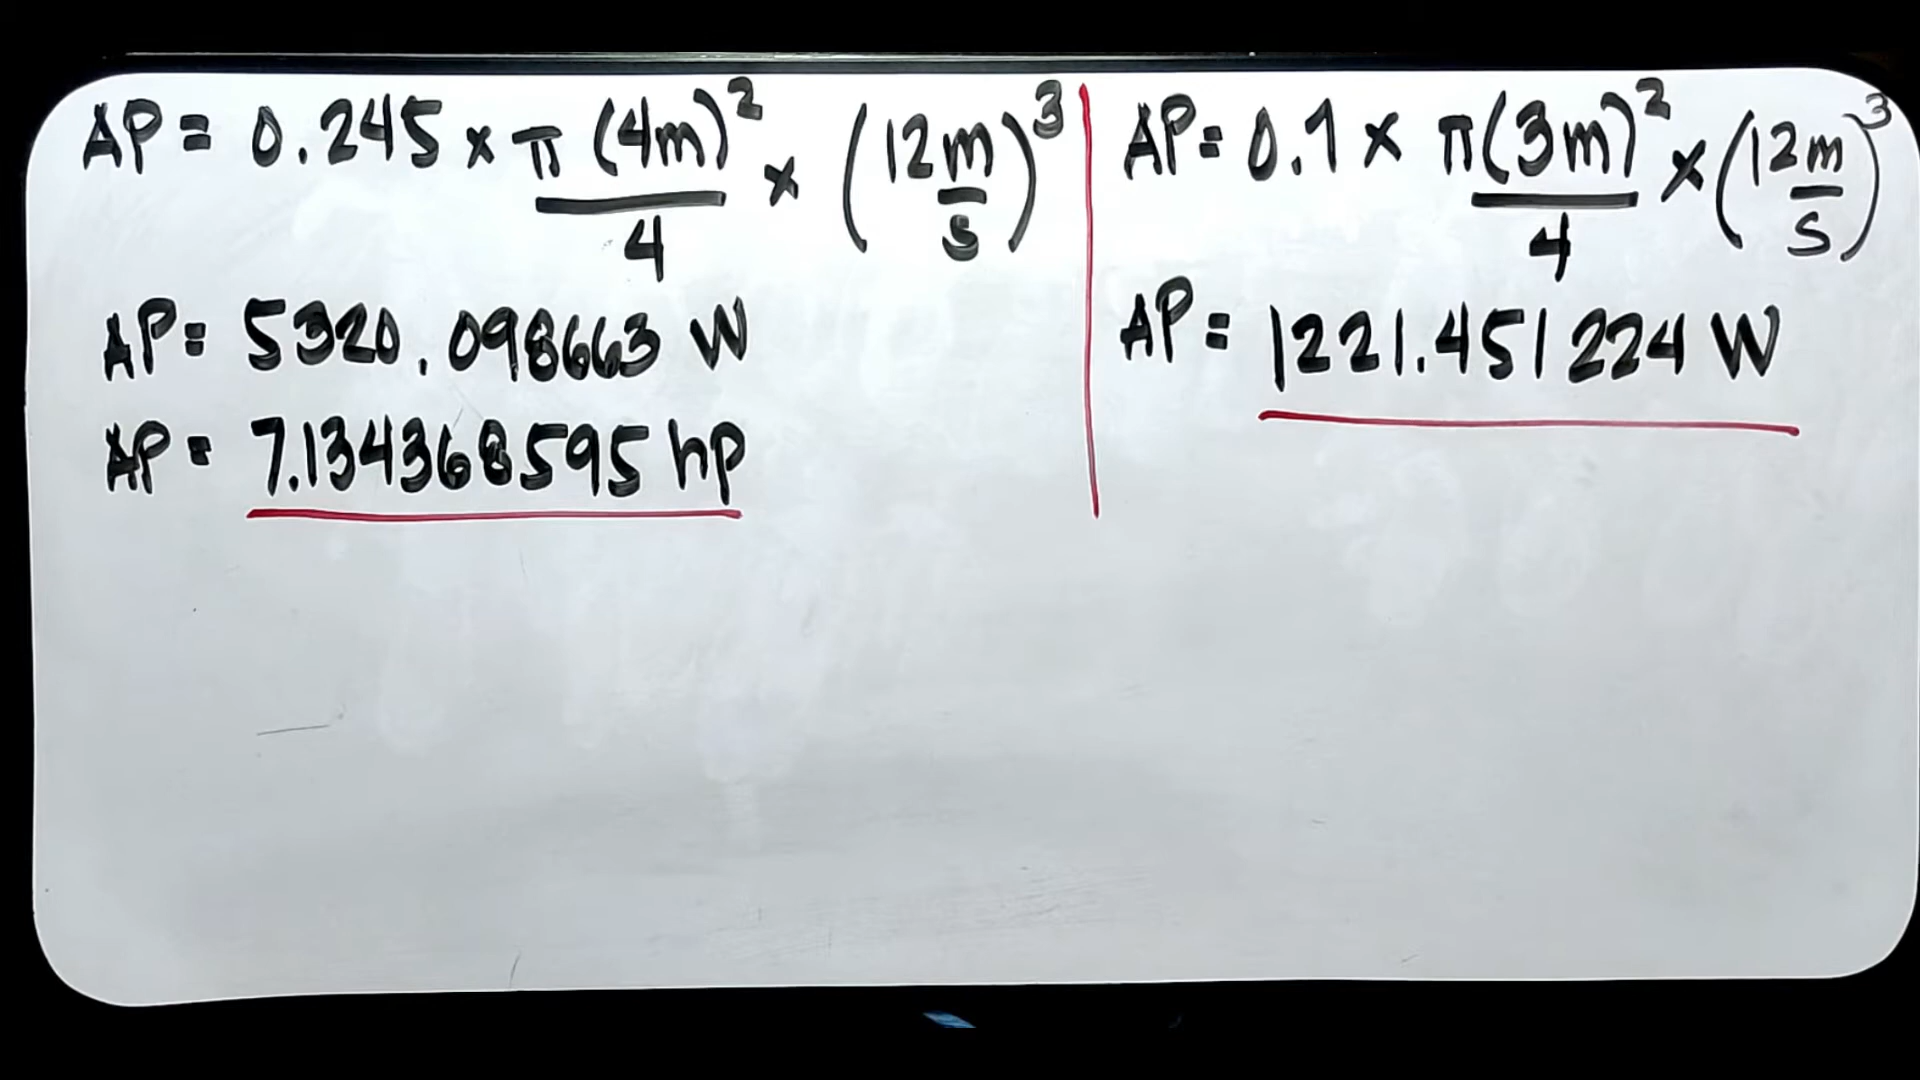 AP = 0.245 x π (4m)² / 4 x (12 m/s)³
AP = 5320.098663 W
AP = 7.134368595 hp
AP = 0.1 x π(3m)² / 4 x (12 m/s)³
AP = 1221.451224 W